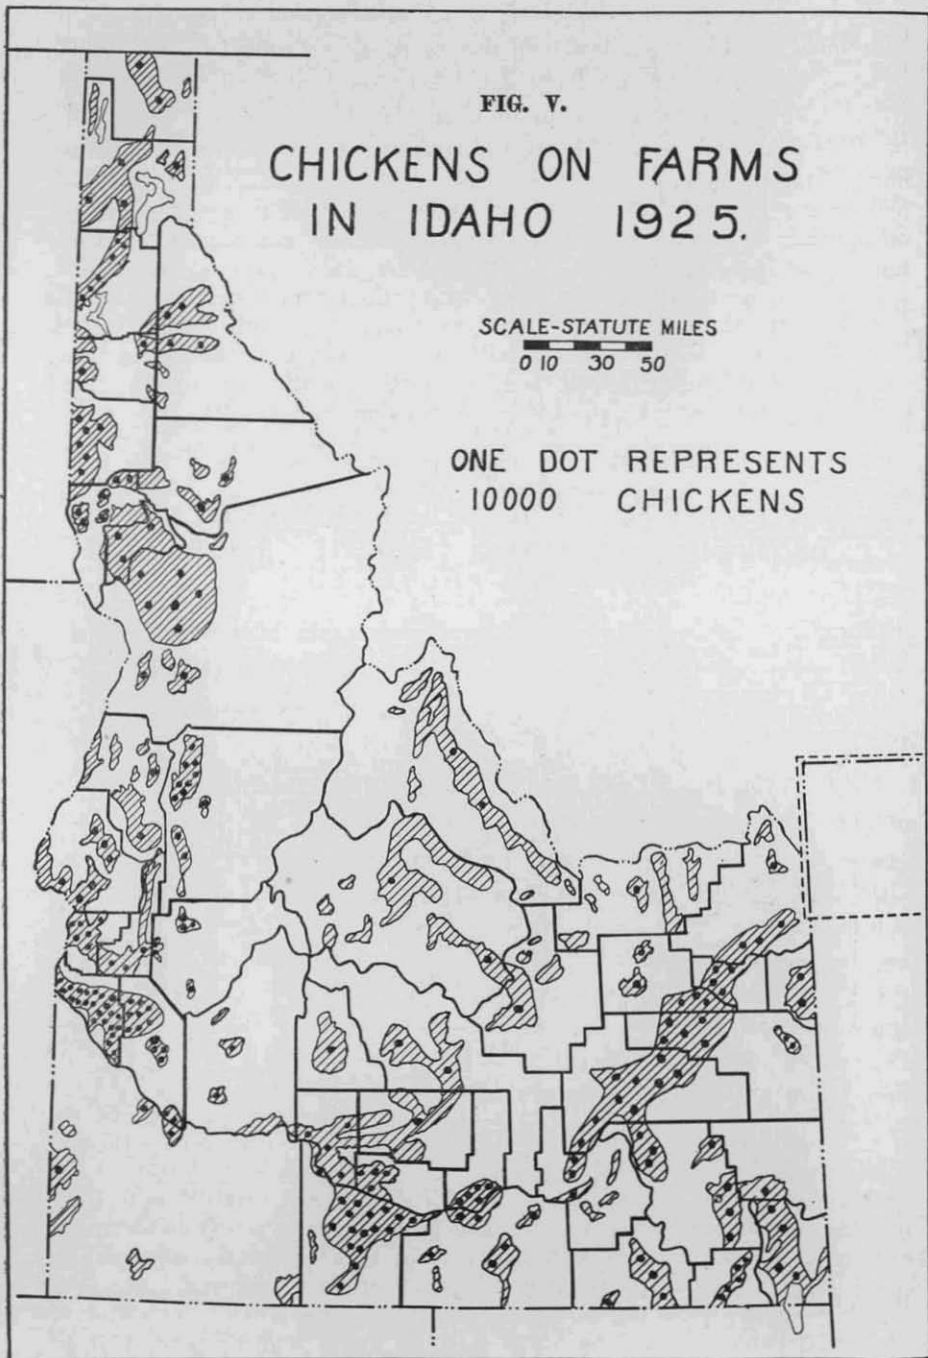 FIG. V.
CHICKENS ON FARMS
IN IDAHO 1925.
SCALE-STATUTE MILES
0 10 30 50
ONE DOT REPRESENTS
10000 CHICKENS